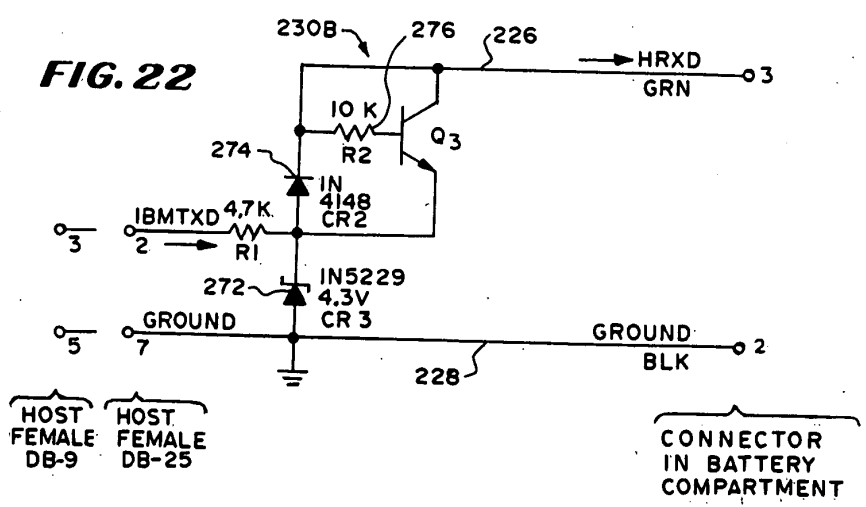 230B
276
226
FIG. 22
HRXD
3
GRN
10 K
Q3
R2
274
IN
4148
CR2
IBMTXD
4,7K
3
2
R1
272
IN5229
4.3V
CR 3
GROUND
GROUND
5
7
2
228
BLK
HOST
FEMALE
DB-9
HOST
FEMALE
DB-25
CONNECTOR
IN BATTERY
COMPARTMENT